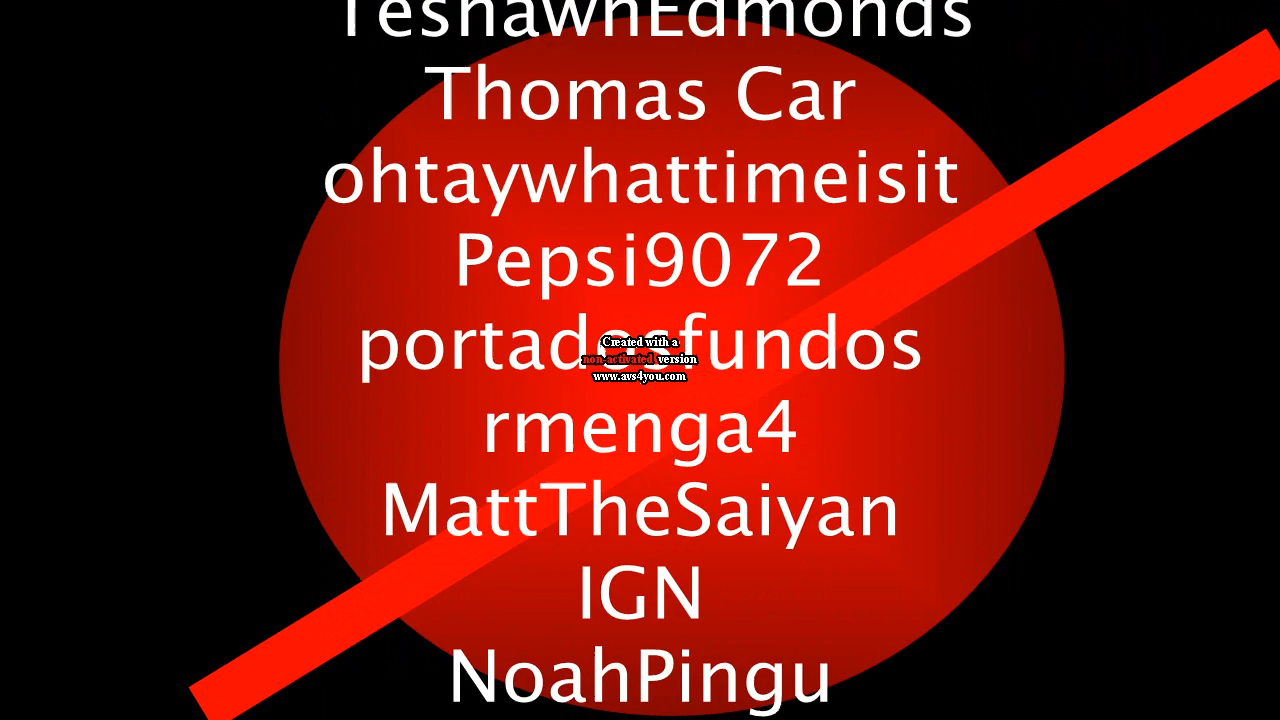 TeshawnEdmonds
Thomas Car
ohtaywhattimeisit
Pepsi9072
portadosfundos
Created with a
non-activated version
www.avs4you.com
rmenga4
MattTheSaiyan
IGN
NoahPingu